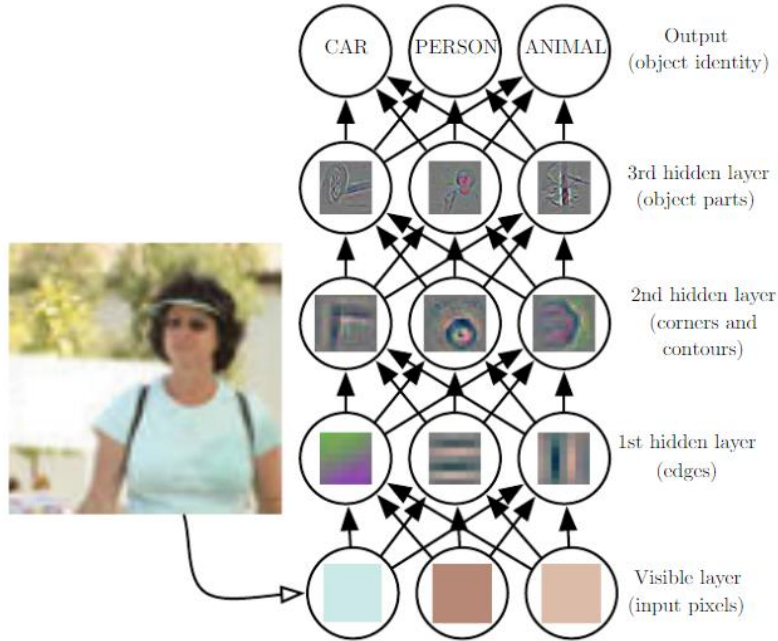 CAR PERSON ANIMAL
Output
(object identity)
3rd hidden layer
(object parts)
2nd hidden layer
(corners and
contours)
1st hidden layer
(edges)
Visible layer
(input pixels)